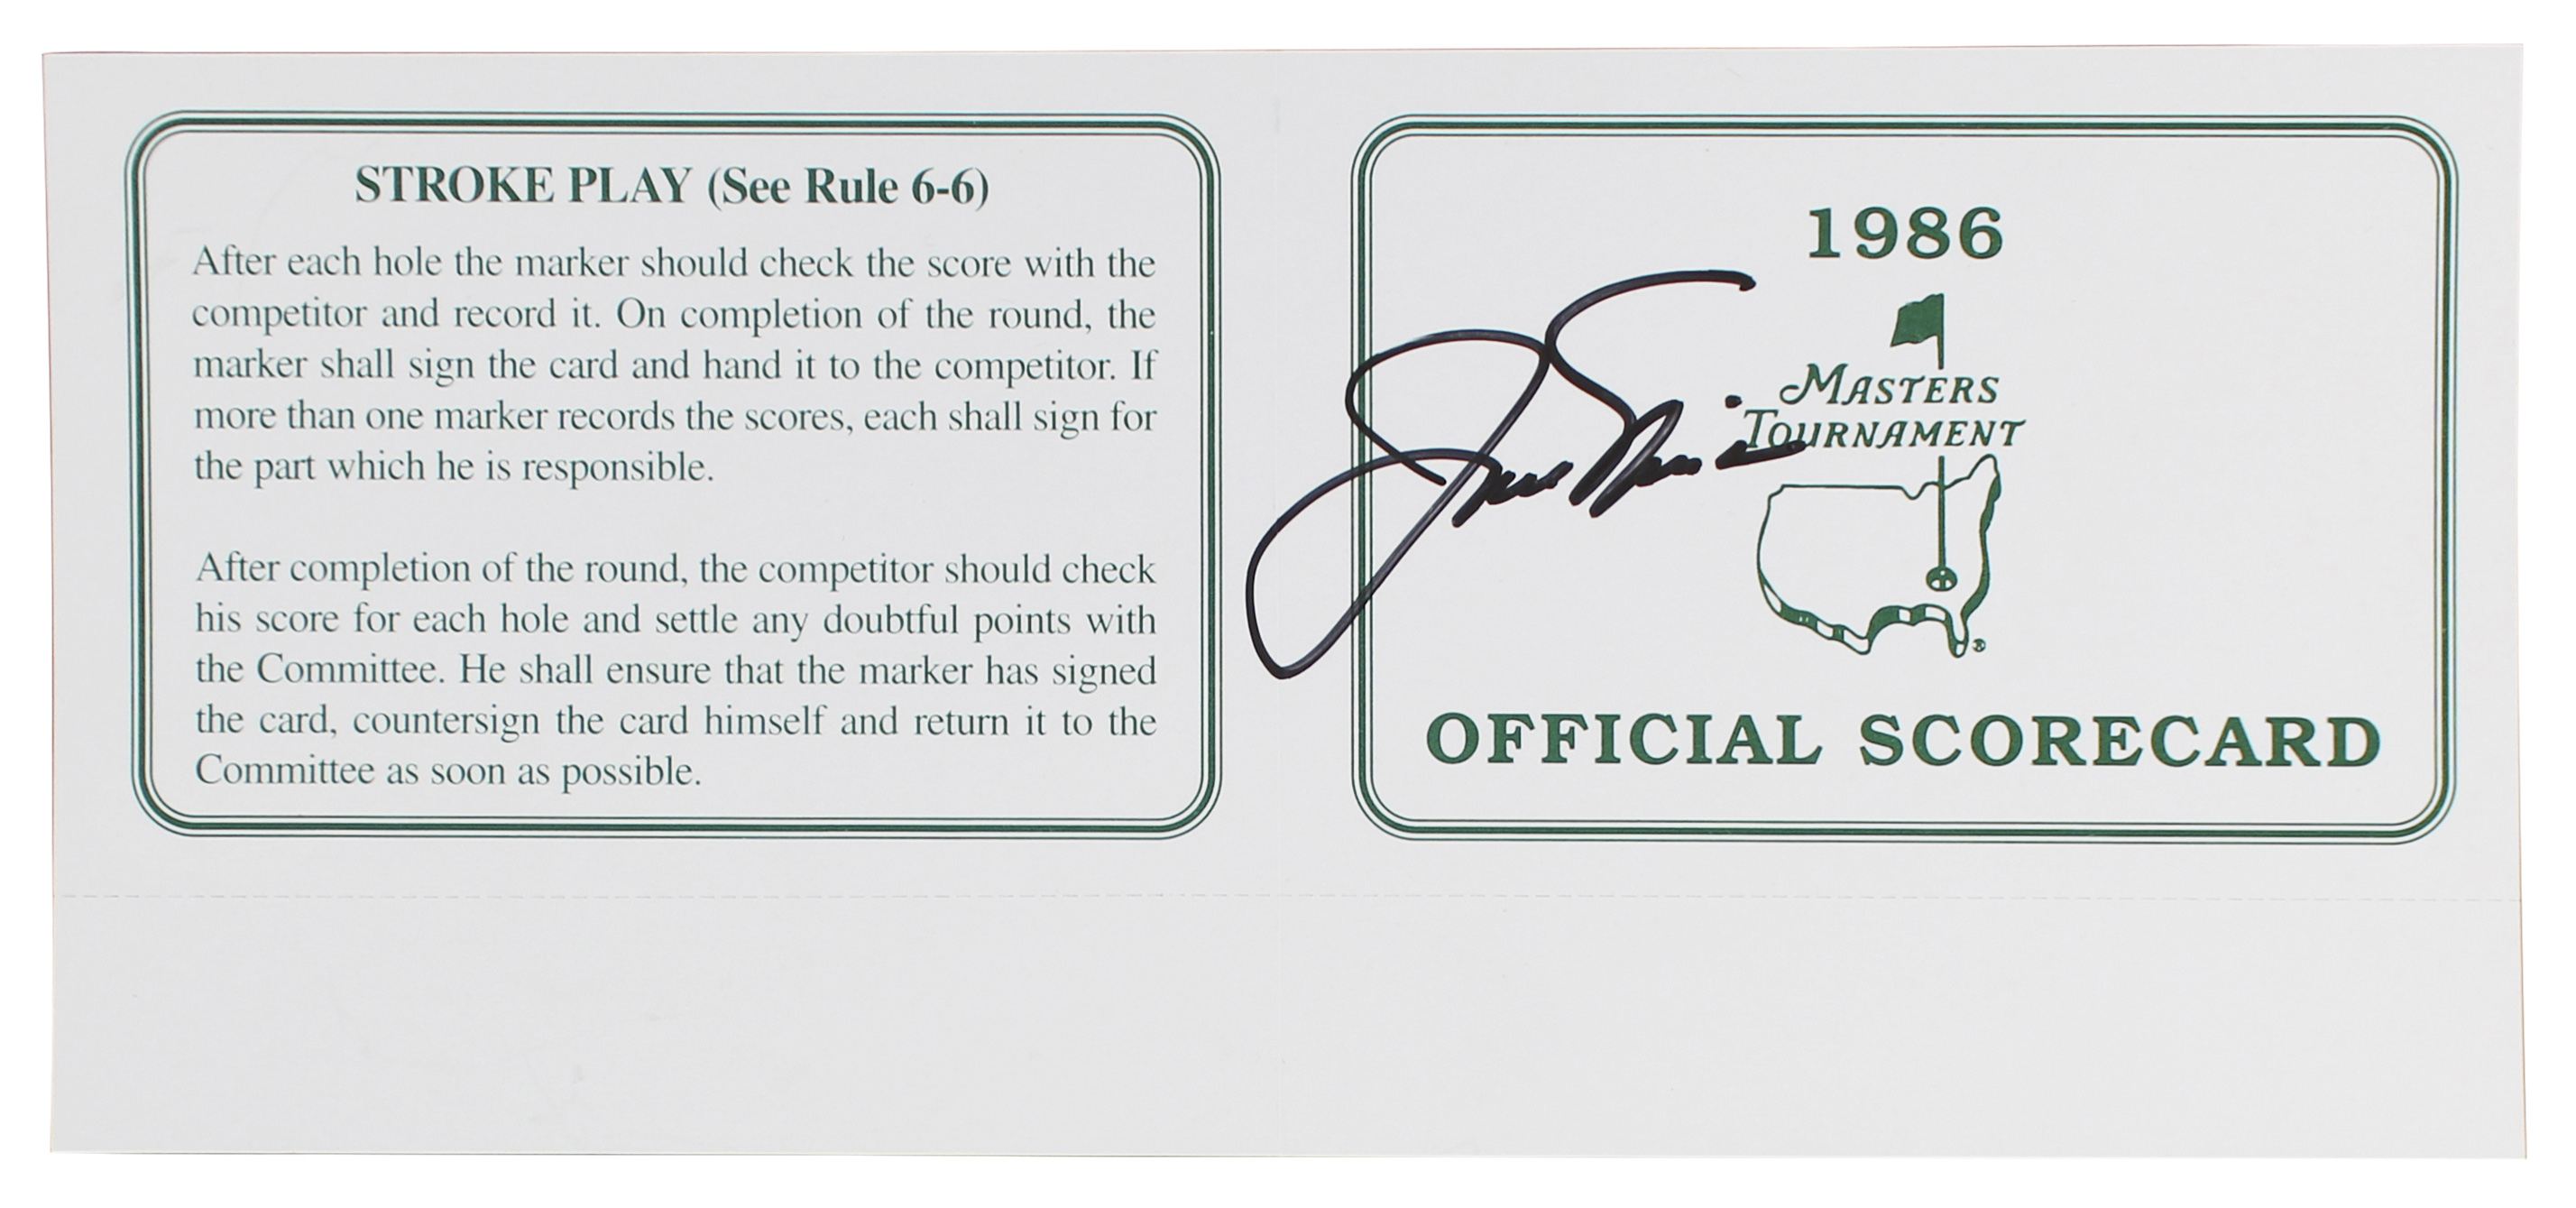 STROKE PLAY (See Rule 6-6)
After each hole the marker should check the score with the
competitor and record it. On completion of the round, the
marker shall sign the card and hand it to the competitor. If
more than one marker records the scores, each shall sign for
the part which he is responsible.
After completion of the round, the competitor should check
his score for each hole and settle any doubtful points with
the Committee. He shall ensure that the marker has signed
the card, countersign the card himself and return it to the
Committee as soon as possible.
1986
MASTERS
TOURNAMENT
®
OFFICIAL SCORECARD